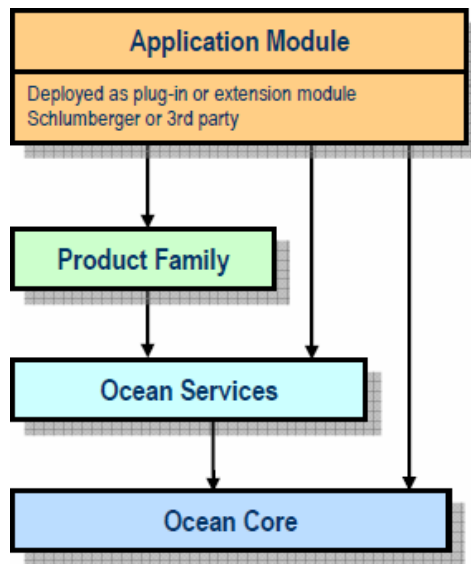 Application Module
Deployed as plug-in or extension module
Schlumberger or 3rd party
Product Family
Ocean Services
Ocean Core